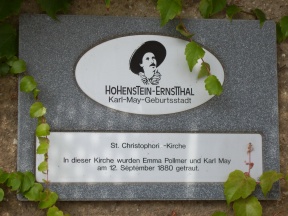 HOHENSTEIN-ERNSTTHAL
Karl-May-Geburtsstadt
St. Christophori -Kirche
In dieser Kirche wurden Emma Pollmer und Karl May
am 12. September 1880 getraut.